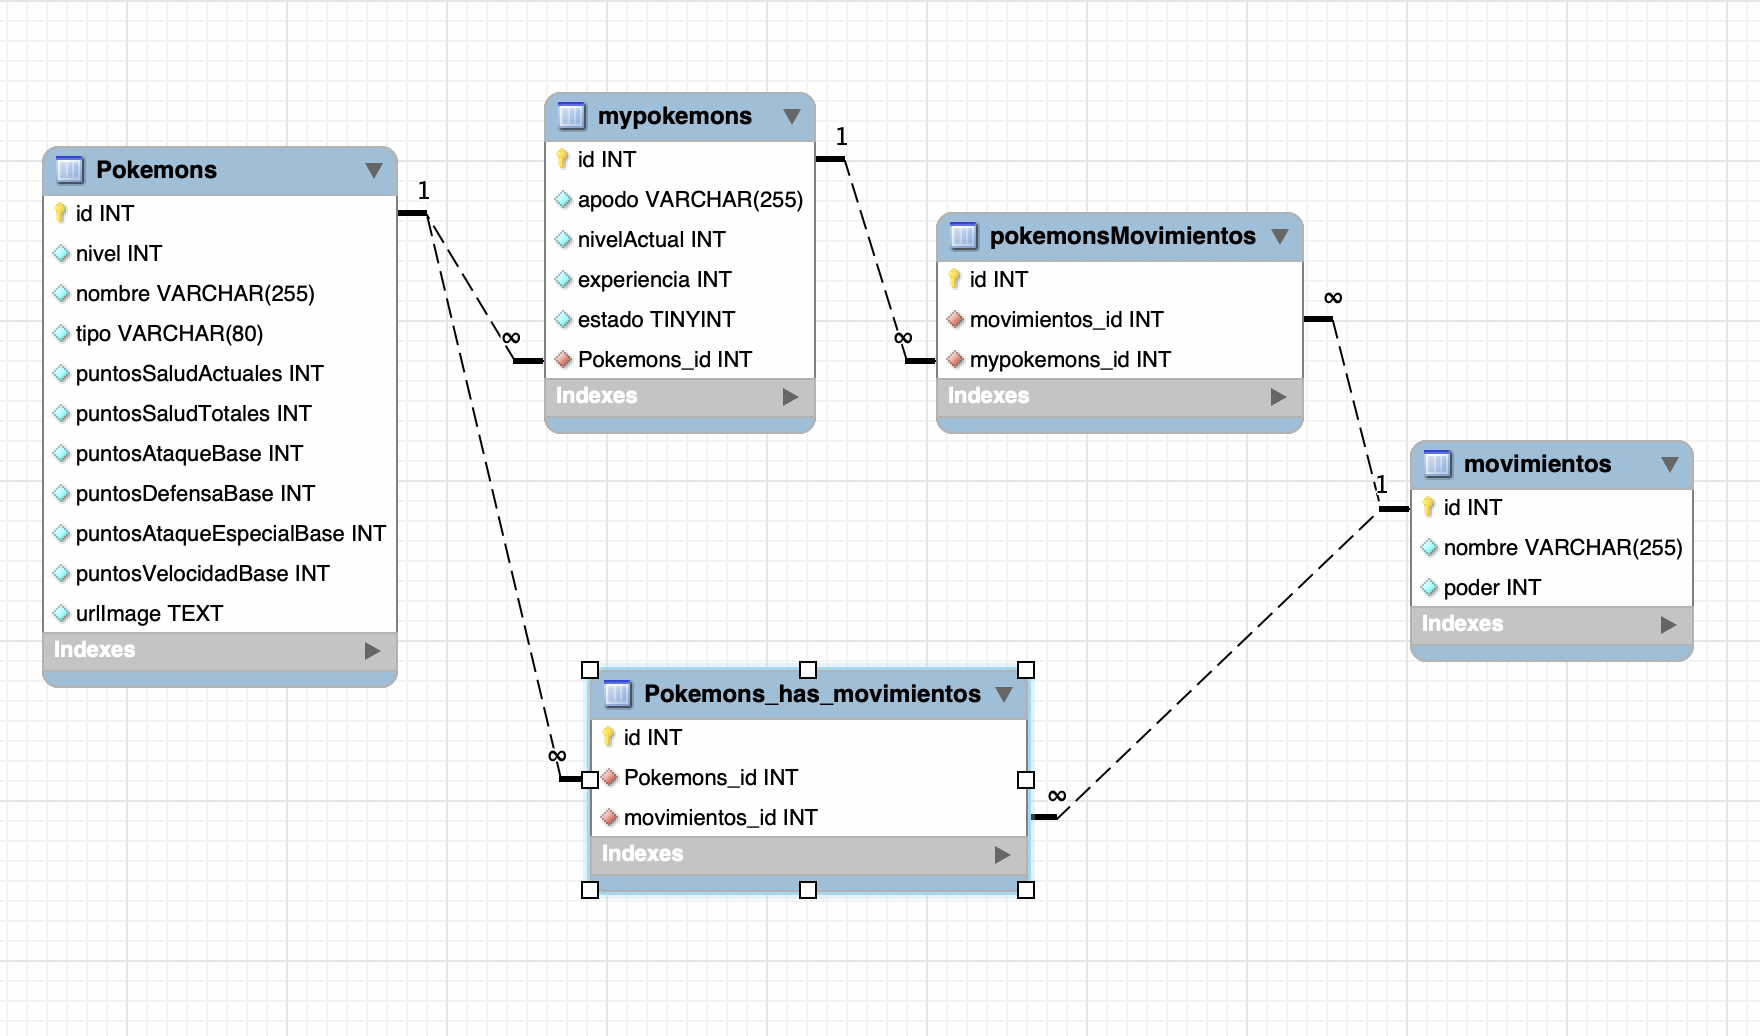 Pokemons
id INT
nivel INT
nombre VARCHAR(255)
tipo VARCHAR(80)
puntosSaludActuales INT
puntosSaludTotales INT
puntosAtaqueBase INT
puntosDefensaBase INT
puntosAtaqueEspecialBase INT
puntosVelocidadBase INT
urlImage TEXT
Indexes
1
∞
∞
mypokemons
id INT
apodo VARCHAR(255)
nivelActual INT
experiencia INT
estado TINYINT
Pokemons_id INT
Indexes
1
∞
pokemonsMovimientos
id INT
movimientos_id INT
mypokemons_id INT
Indexes
∞
1
movimientos
id INT
nombre VARCHAR(255)
poder INT
Indexes
Pokemons_has_movimientos
id INT
Pokemons_id INT
movimientos_id INT
Indexes
∞